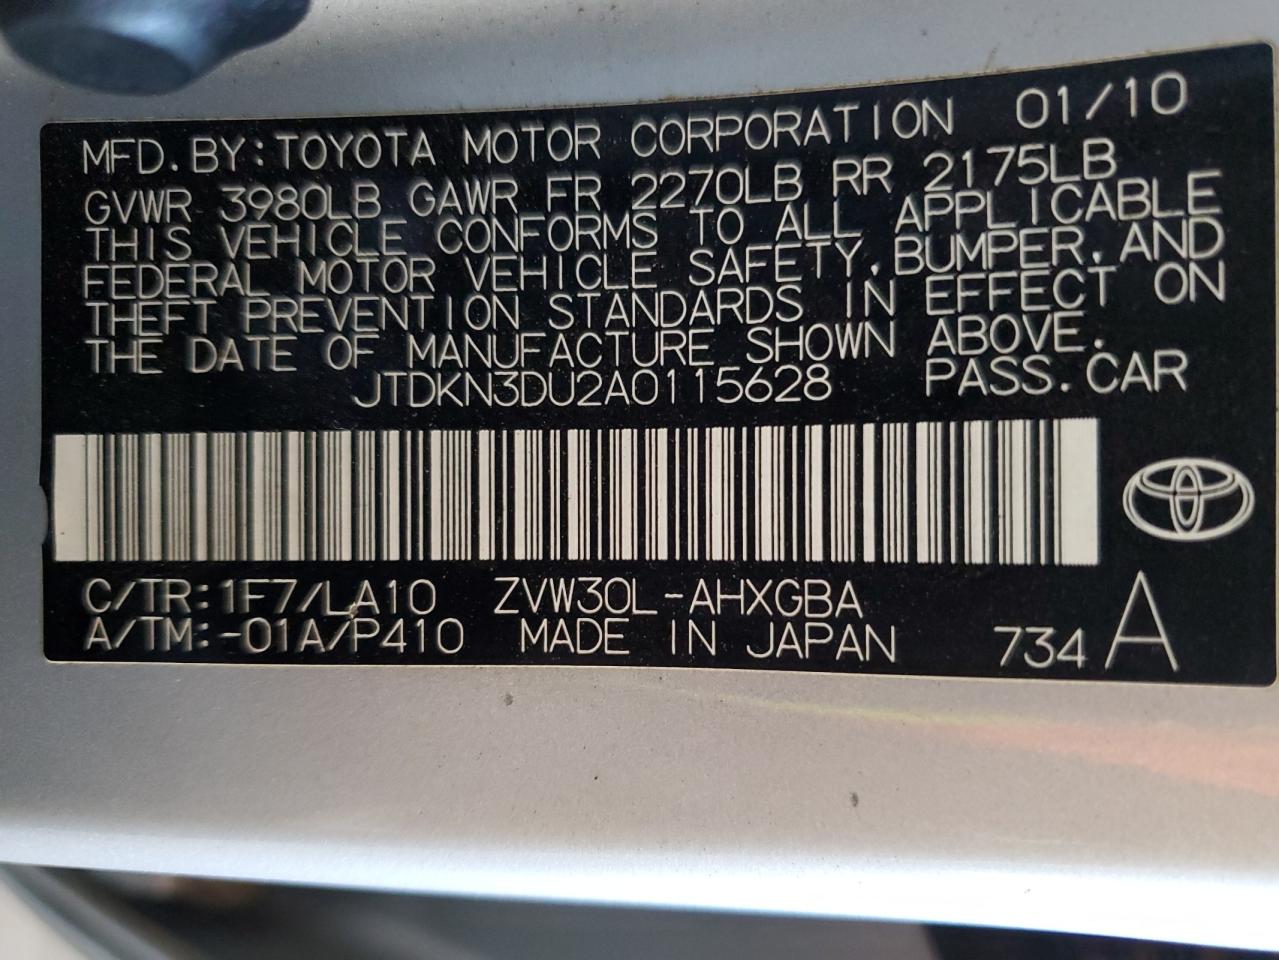 MFD. BY: TOYOTA MOTOR CORPORATION 01/10
GVWR 3980LB GAWR FR 2270LB RR 2175LB
THIS VEHICLE CONFORMS TO ALL APPLICABLE
FEDERAL MOTOR VEHICLE SAFETY, BUMPER, AND
THEFT PREVENTION STANDARDS IN EFFECT ON
THE DATE OF MANUFACTURE SHOWN ABOVE.
JTDKN3DU2A0115628 PASS. CAR
C/TR: 1F7/LA10 ZVW30L-AHXGBA
A/TM: -01A/P410 MADE IN JAPAN 734 A